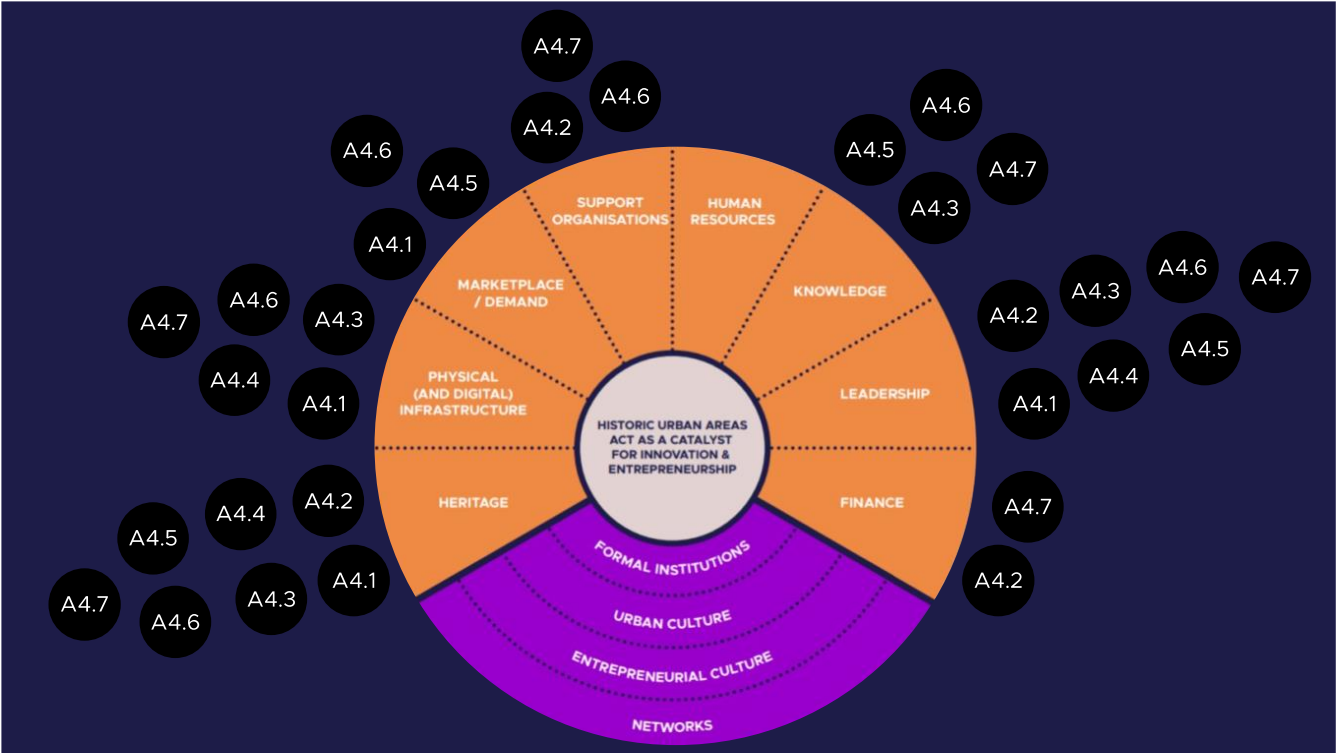 A4.7
A4.6
A4.2
A4.6
A4.5
A4.1
A4.6
A4.5
A4.7
A4.3
A4.7
A4.6
A4.3
A4.4
A4.1
A4.2
A4.3
A4.6
A4.7
A4.5
A4.4
A4.1
A4.2
A4.4
A4.5
A4.1
A4.3
A4.6
A4.7
A4.7
A4.2
SUPPORT
ORGANISATIONS
HUMAN
RESOURCES
MARKETPLACE
/ DEMAND
KNOWLEDGE
PHYSICAL
(AND DIGITAL)
INFRASTRUCTURE
LEADERSHIP
HISTORIC URBAN AREAS
ACT AS A CATALYST
FOR INNOVATION &
ENTREPRENEURSHIP
HERITAGE
FINANCE
FORMAL INSTITUTIONS
URBAN CULTURE
ENTREPRENEURIAL CULTURE
NETWORKS